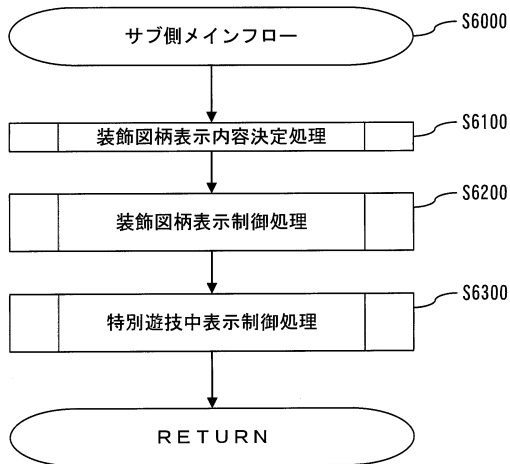 サブ側メインフロー
S6000
装飾図柄表示内容決定処理
S6100
装飾図柄表示制御処理
S6200
特別遊技中表示制御処理
S6300
RETURN